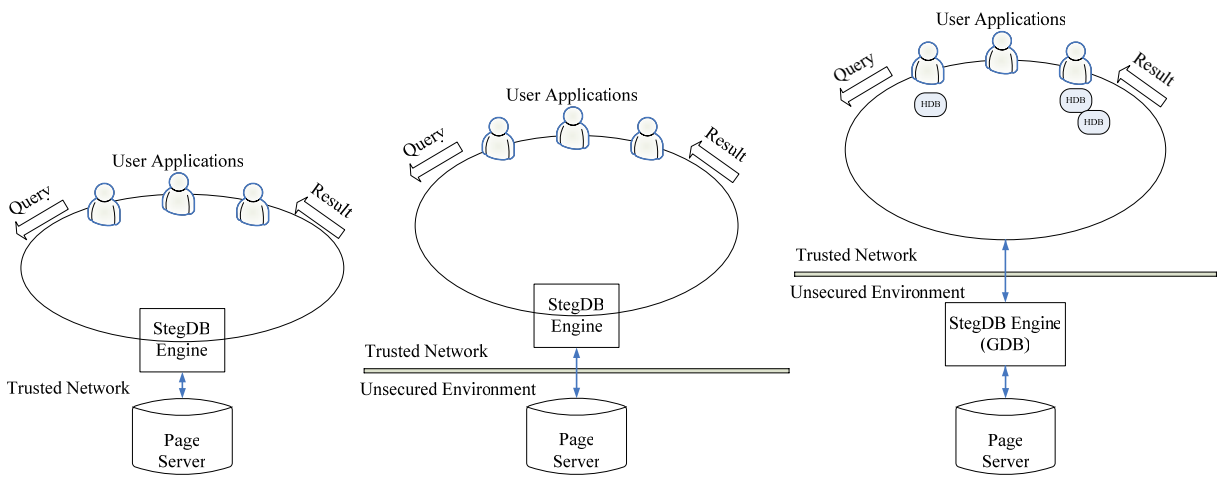 User Applications
Query
Result
StegDB
Engine
Trusted Network
Page
Server
User Applications
Query
Result
StegDB
Engine
Trusted Network
Unsecured Environment
Page
Server
User Applications
Query
Result
HDB
HDB
HDB
Trusted Network
Unsecured Environment
StegDB Engine
(GDB)
Page
Server